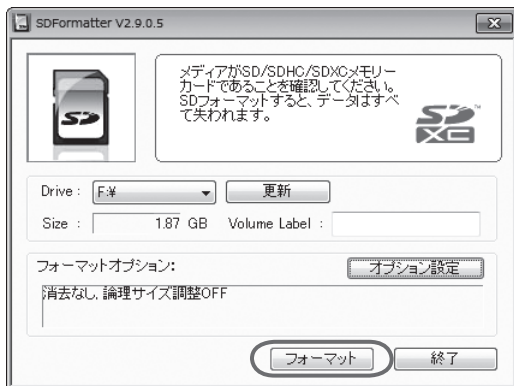 SDFormatter V2.9.0.5
メディアがSD/SDHC/SDXCメモリー
カードであることを確認してください。
SDフォーマットすると、データはすべ
て失われます。
SD
SD
XC
Drive : F:¥ 更新
Size : 1.87 GB Volume Label :
フォーマットオプション:
オプション設定
消去なし, 論理サイズ調整OFF
フォーマット 終了